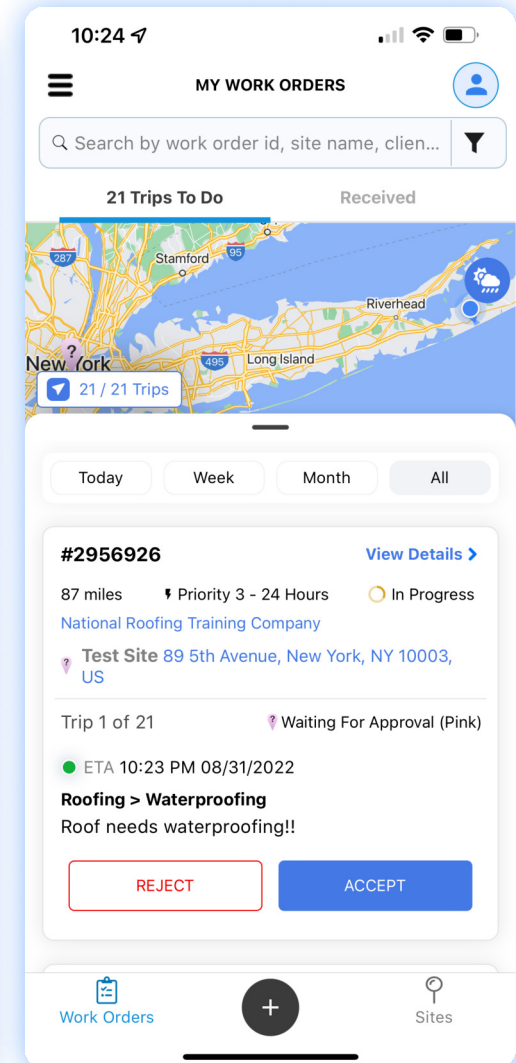 10:24
MY WORK ORDERS
Search by work order id, site name, clien...
21 Trips To Do
Received
287
Stamford
95
Riverhead
New York
?
495
Long Island
21 / 21 Trips
Today
Week
Month
All
#2956926
View Details
87 miles
Priority 3 - 24 Hours
In Progress
National Roofing Training Company
? Test Site 89 5th Avenue, New York, NY 10003,
US
Trip 1 of 21
? Waiting For Approval (Pink)
ETA 10:23 PM 08/31/2022
Roofing > Waterproofing
Roof needs waterproofing!!
REJECT
ACCEPT
Work Orders
+
Sites